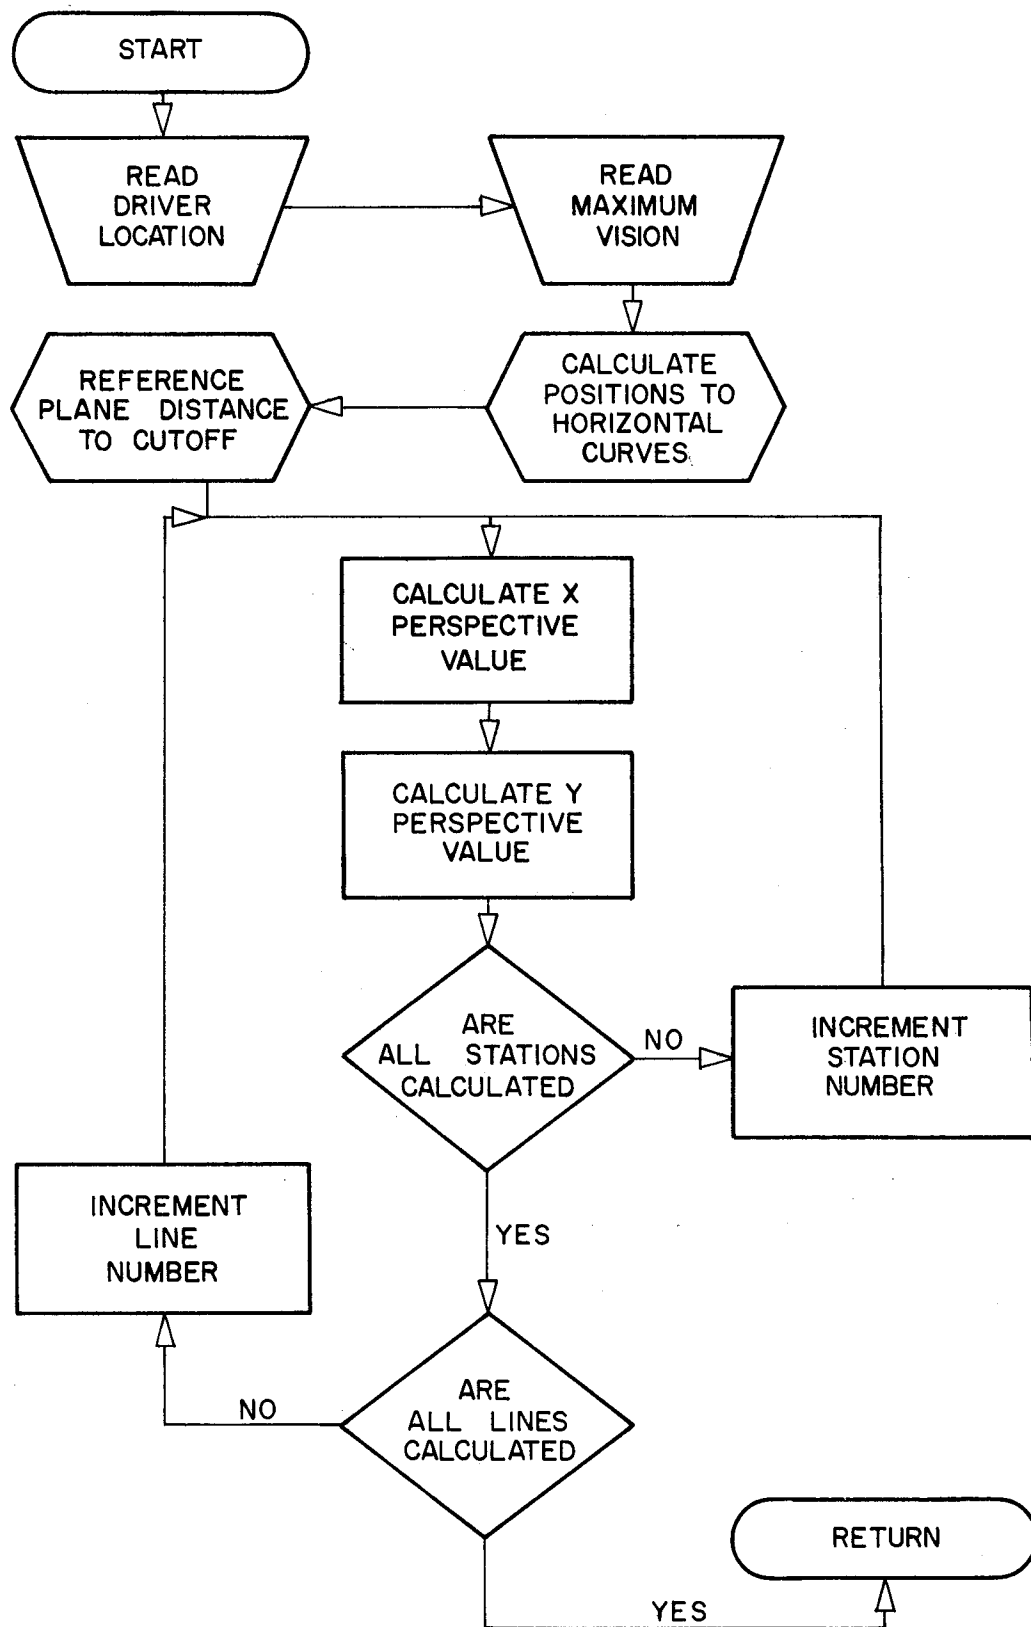 START
READ
DRIVER
LOCATION
READ
MAXIMUM
VISION
REFERENCE
PLANE DISTANCE
TO CUTOFF
CALCULATE
POSITIONS TO
HORIZONTAL
CURVES
CALCULATE X
PERSPECTIVE
VALUE
CALCULATE Y
PERSPECTIVE
VALUE
ARE
ALL STATIONS
CALCULATED
NO
INCREMENT
STATION
NUMBER
YES
INCREMENT
LINE
NUMBER
ARE
ALL LINES
CALCULATED
NO
YES
RETURN